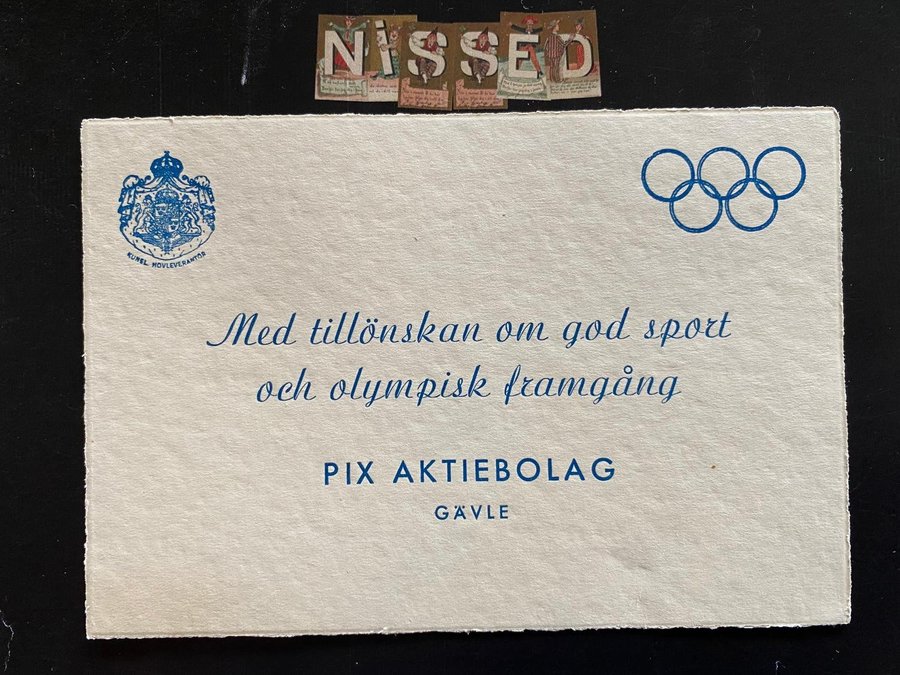 NiSSED
KUNGL. HOVLEVERANTÖR
Med tillönskan om god sport
och olympisk framgång
PIX AKTIEBOLAG
GÄVLE